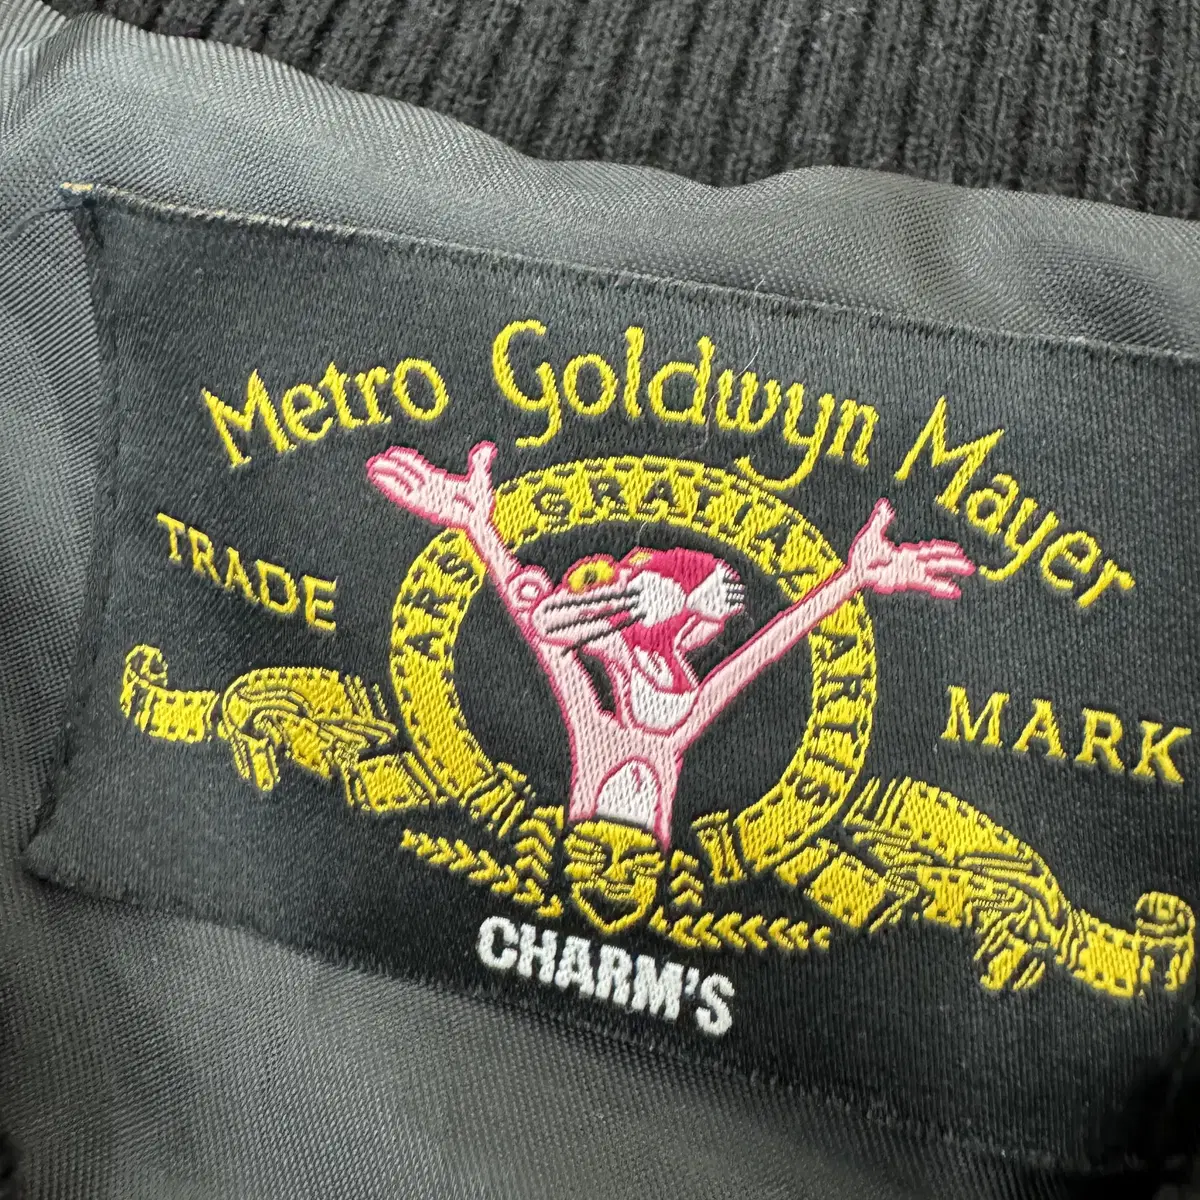 Metro Goldwyn Mayer
TRADE MARK
ARS GRATIA ARTIS
CHARM'S